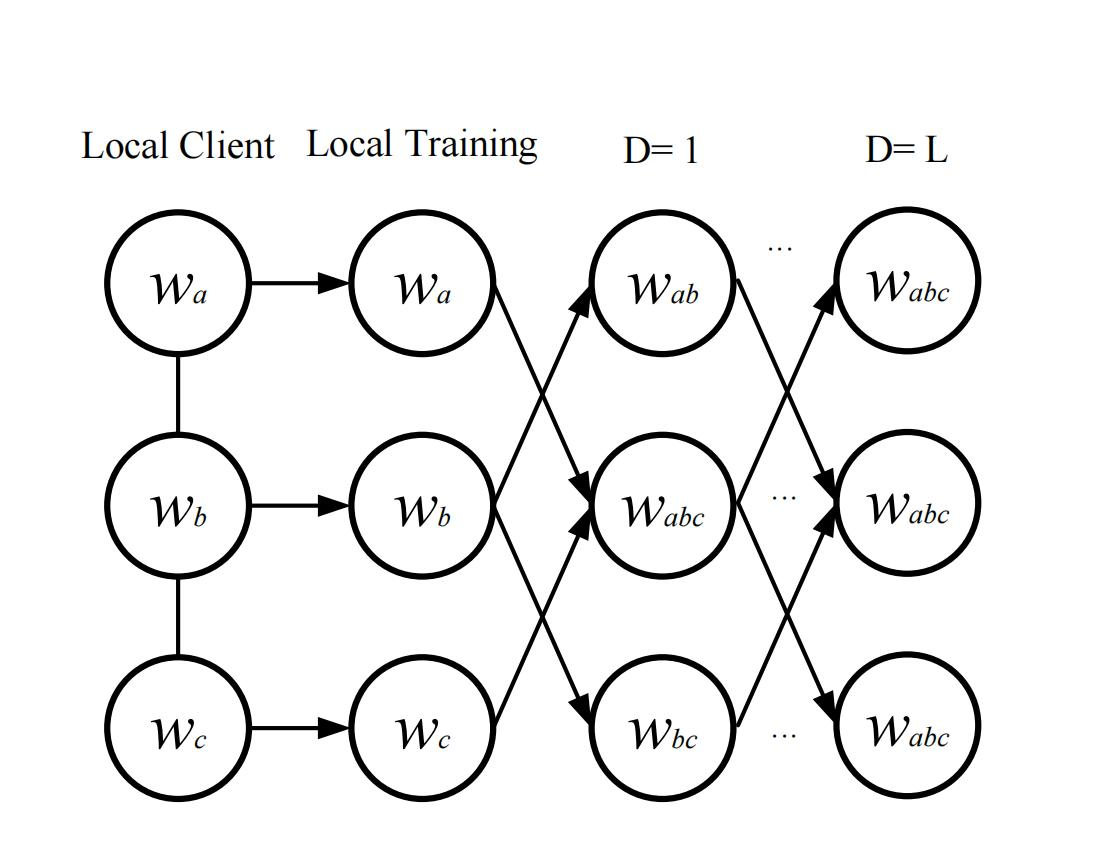 Local Client Local Training D= 1 D= L
...
wa wa wab wabc
wb wb wabc ... wabc
wc wc wbc ... wabc